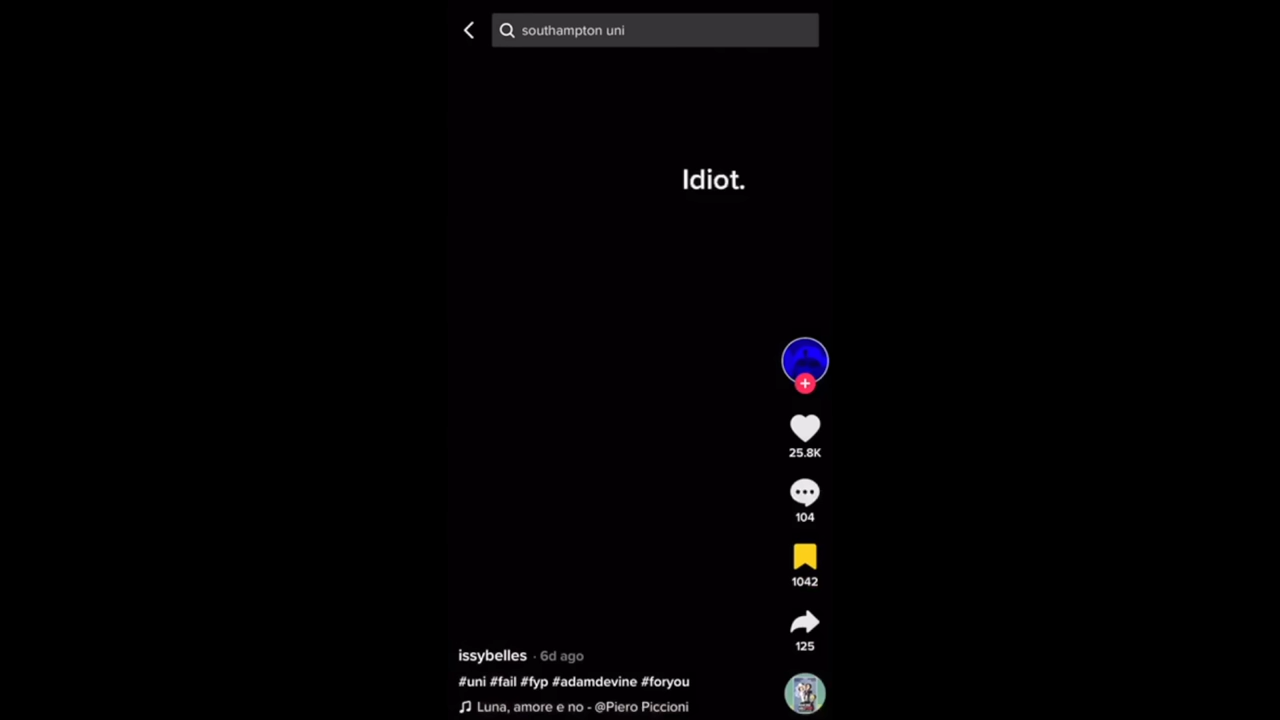 southampton uni
Idiot.
25.8K
104
1042
125
issybelles · 6d ago
#uni #fail #fyp #adamdevine #foryou
Luna, amore e no - @Piero Piccioni